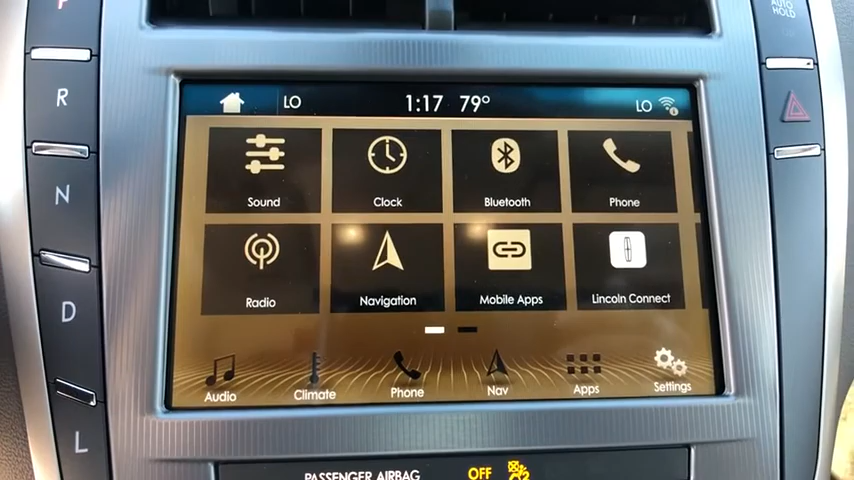 P
AUTO
HOLD
LO 1:17 79° LO
R
Sound Clock Bluetooth Phone
N
Radio Navigation Mobile Apps Lincoln Connect
D
Audio Climate Phone Nav Apps Settings
L
PASSENGER AIRBAG OFF